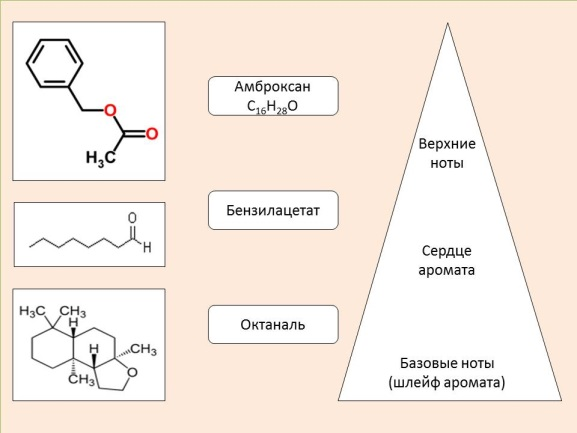 O
O
H₃C
O
H
H₃C CH₃
H
H
CH₃
CH₃
O
Амброксан
C₁₆H₂₈O
Бензилацетат
Октаналь
Верхние
ноты
Сердце
аромата
Базовые ноты
(шлейф аромата)